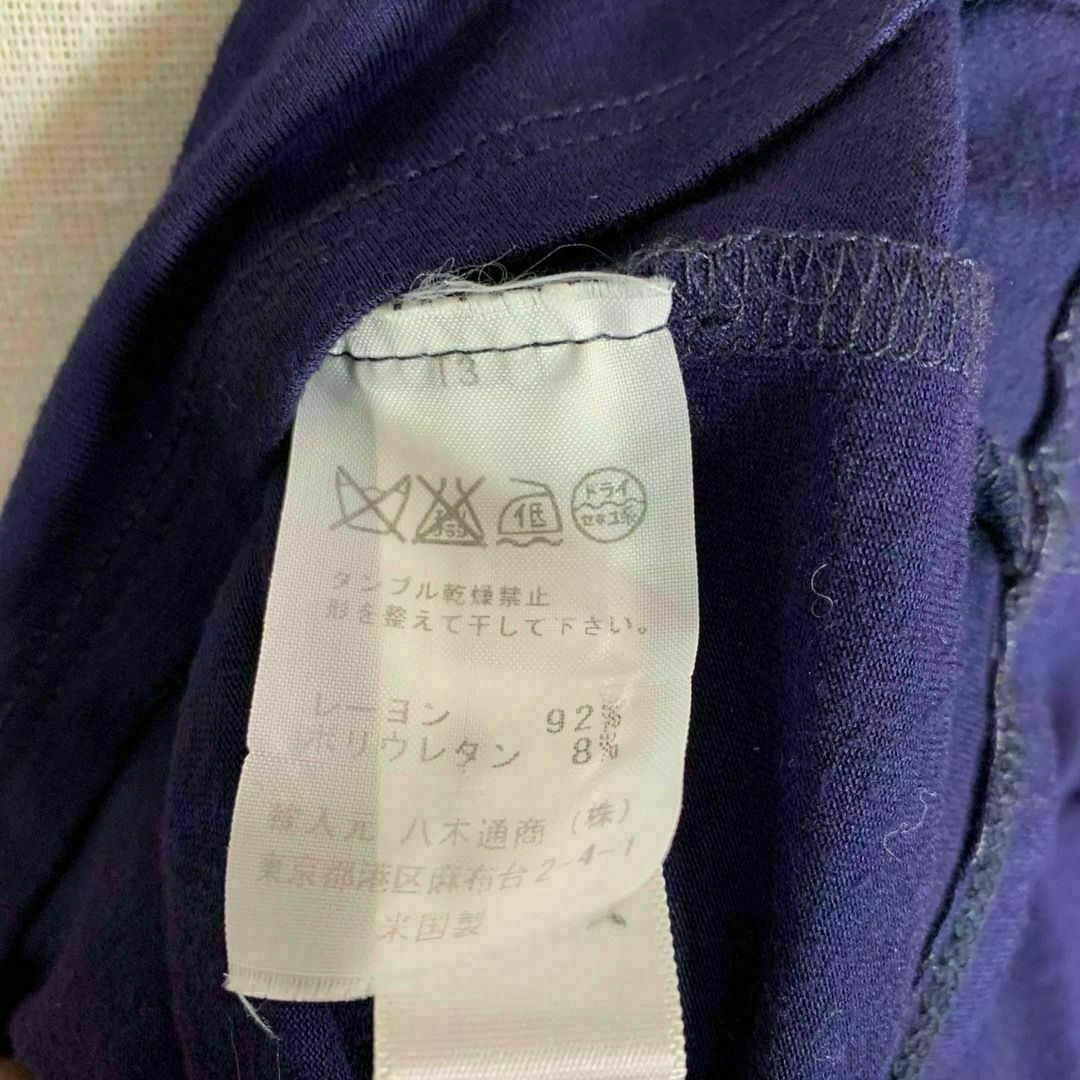 13
低
ドライ
セキユ系
タンブル乾燥禁止
形を整えて干して下さい。
レーヨン 92%
ポリウレタン 8%
輸入元 八木通商(株)
東京都港区麻布台2-4-1
米国製